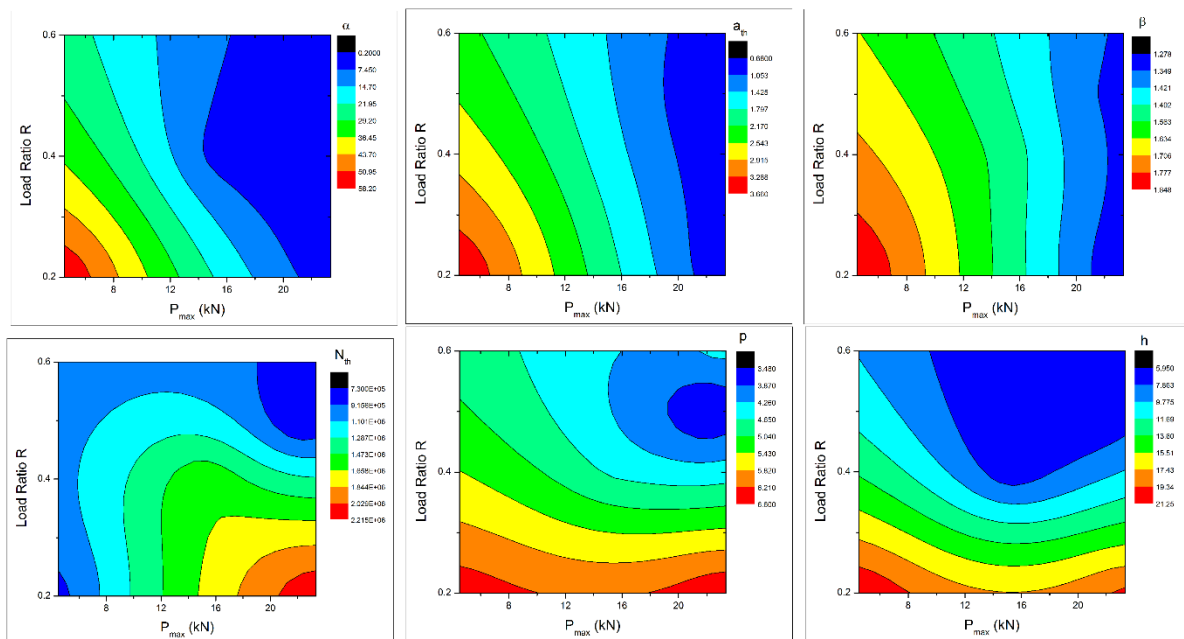 α
0.2000
7.450
14.70
21.95
29.20
36.45
43.70
50.95
58.20
0.6
0.4
0.2
Load Ratio R
8 12 16 20
Pmax (kN)
ath
0.6800
1.053
1.425
1.797
2.170
2.543
2.915
3.288
3.660
0.6
0.4
0.2
Load Ratio R
8 12 16 20
Pmax (kN)
β
1.278
1.349
1.421
1.563
1.634
1.706
1.777
1.848
0.6
0.4
0.2
Load Ratio R
8 12 16 20
Pmax (kN)
Nth
7.300E+05
9.156E+05
1.101E+06
1.287E+06
1.473E+06
1.658E+06
1.844E+06
2.029E+06
2.215E+06
0.6
0.4
0.2
Load Ratio R
8 12 16 20
Pmax (kN)
p
3.480
3.870
4.260
4.650
5.040
5.430
5.820
6.210
6.600
0.6
0.4
0.2
Load Ratio R
8 12 16 20
Pmax (kN)
h
5.950
7.863
9.775
11.69
13.60
15.51
17.43
19.34
21.25
0.6
0.4
0.2
Load Ratio R
8 12 16 20
Pmax (kN)